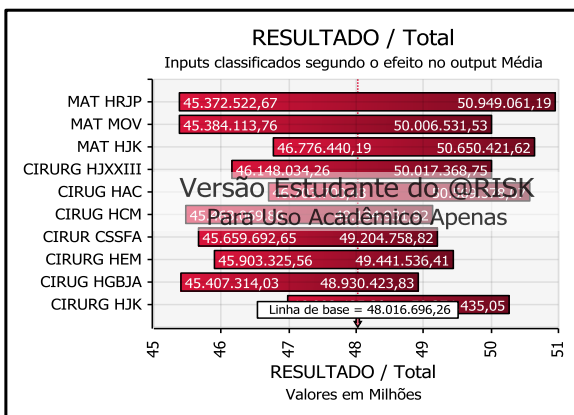 RESULTADO / Total
Inputs classificados segundo o efeito no output Média
MAT HRJP 45.372.522,67 50.949.061,19
MAT MOV 45.384.113,76 50.006.531,53
MAT HJK 46.776.440,19 50.650.421,62
CIRURG HJXXIII 46.148.034,26 50.017.368,75
CIRUG HAC
Versão Estudante do @RISK
CIRUG HCM
Para Uso Acadêmico Apenas
CIRUR CSSFA 45.659.692,65 49.204.758,82
CIRURG HEM 45.903.325,56 49.441.536,41
CIRUG HGBJA 45.407.314,03 48.930.423,83
CIRURG HJK 435,05
Linha de base = 48.016.696,26
45 46 47 48 49 50 51
RESULTADO / Total
Valores em Milhões